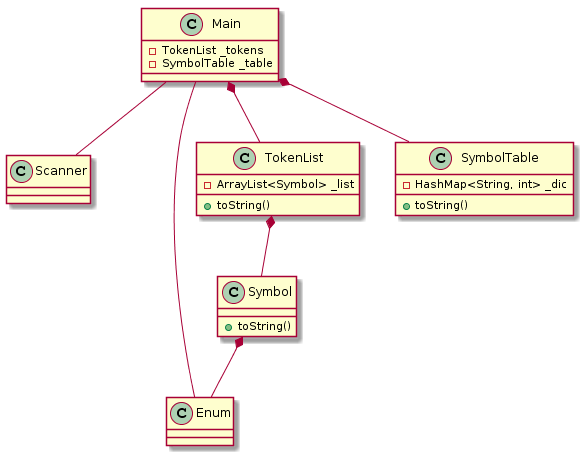 C Main
TokenList _tokens
SymbolTable _table
C Scanner
C TokenList
ArrayList<Symbol> _list
toString()
C SymbolTable
HashMap<String, int> _dic
toString()
C Symbol
toString()
C Enum